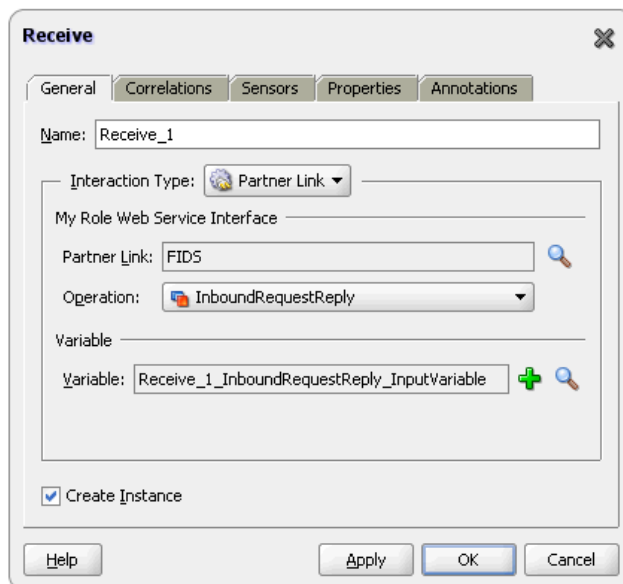 Receive
General Correlations Sensors Properties Annotations
Name: Receive_1
Interaction Type: Partner Link
My Role Web Service Interface
Partner Link: FIDS
Operation: InboundRequestReply
Variable
Variable: Receive_1_InboundRequestReply_InputVariable
Create Instance
Help Apply OK Cancel